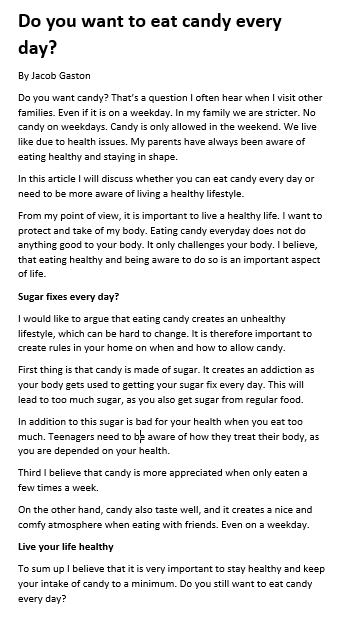 Do you want to eat candy every
day?
By Jacob Gaston
Do you want candy? That's a question I often hear when I visit other
families. Even if it is on a weekday. In my family we are stricter. No
candy on weekdays. Candy is only allowed in the weekend. We live
like due to health issues. My parents have always been aware of
eating healthy and staying in shape.
In this article I will discuss whether you can eat candy every day or
need to be more aware of living a healthy lifestyle.
From my point of view, it is important to live a healthy life. I want to
protect and take of my body. Eating candy everyday does not do
anything good to your body. It only challenges your body. I believe,
that eating healthy and being aware to do so is an important aspect
of life.
Sugar fixes every day?
I would like to argue that eating candy creates an unhealthy
lifestyle, which can be hard to change. It is therefore important to
create rules in your home on when and how to allow candy.
First thing is that candy is made of sugar. It creates an addiction as
your body gets used to getting your sugar fix every day. This will
lead to too much sugar, as you also get sugar from regular food.
In addition to this sugar is bad for your health when you eat too
much. Teenagers need to be aware of how they treat their body, as
you are depended on your health.
Third I believe that candy is more appreciated when only eaten a
few times a week.
On the other hand, candy also taste well, and it creates a nice and
comfy atmosphere when eating with friends. Even on a weekday.
Live your life healthy
To sum up I believe that it is very important to stay healthy and keep
your intake of candy to a minimum. Do you still want to eat candy
every day?